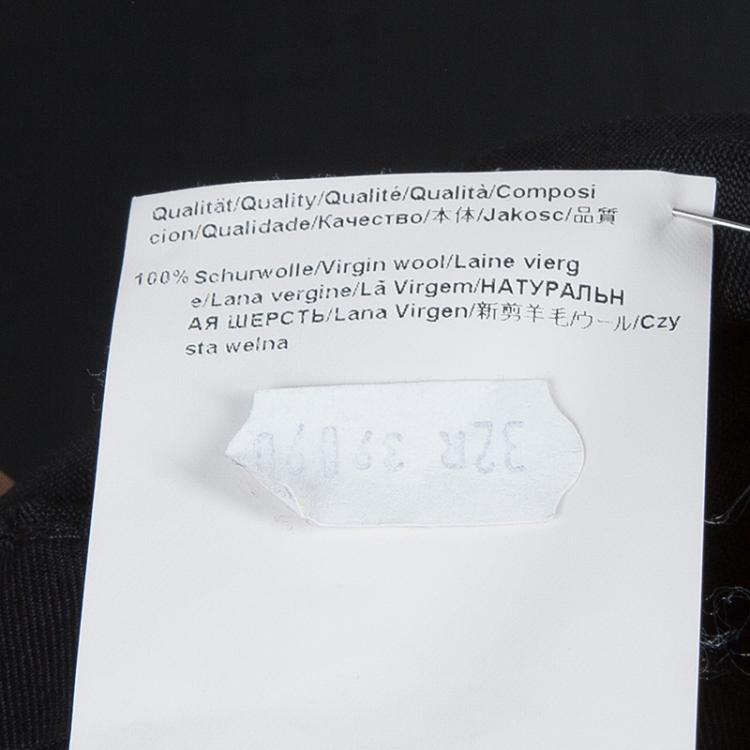 Qualität/Quality/Qualité/Qualità/Composi
cion/Qualidade/Качество/本体/Jakosc/品質
100% Schurwolle/Virgin wool/Laine vierg
e/Lana vergine/Lã Virgem/НАТУРАЛЬН
АЯ ШЕРСТЬ/Lana Virgen/新剪羊毛/ウール/Czy
sta welna
32R